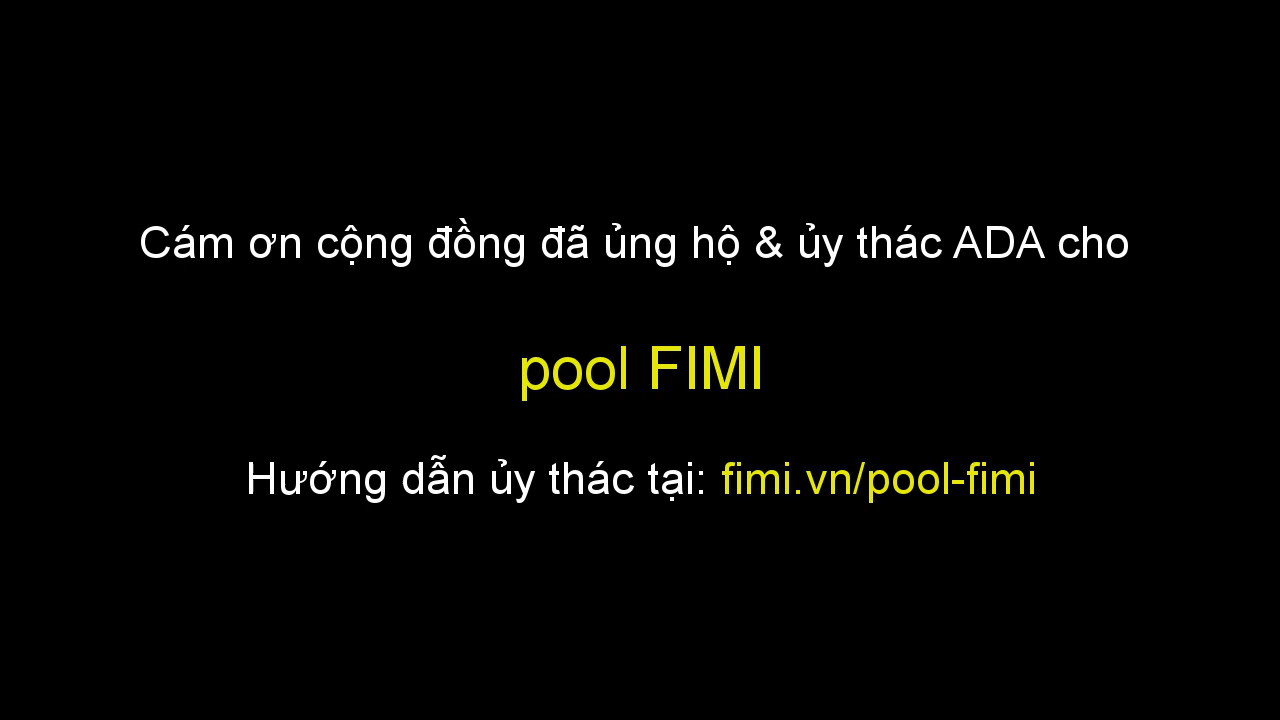 Cám ơn cộng đồng đã ủng hộ & ủy thác ADA cho
pool FIMI
Hướng dẫn ủy thác tại: fimi.vn/pool-fimi